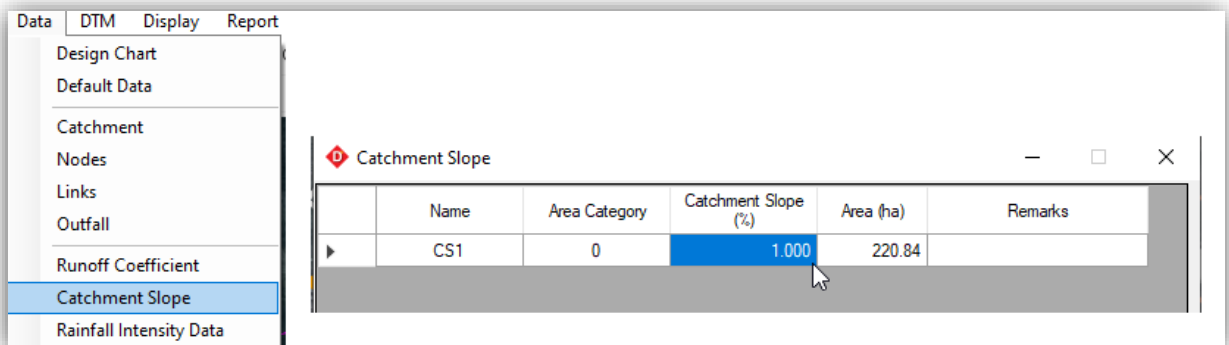 Data DTM Display Report
Design Chart
Default Data
Catchment
Nodes
Links
Outfall
Runoff Coefficient
Catchment Slope
Rainfall Intensity Data
D Catchment Slope
Name Area Category Catchment Slope (%) Area (ha) Remarks
CS1 0 1.000 220.84